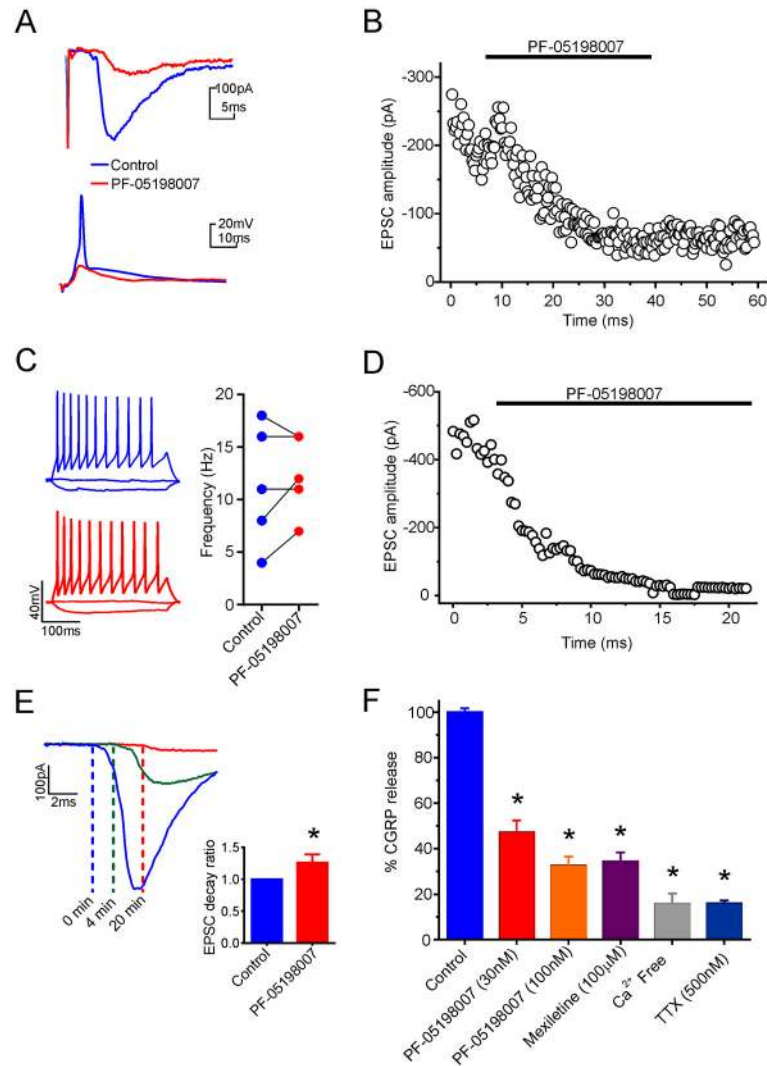 A
100pA
5ms
Control
PF-05198007
20mV
10ms
B
PF-05198007
EPSC amplitude (pA)
-300
-200
-100
0
0 10 20 30 40 50 60
Time (ms)
C
40mV
100ms
Frequency (Hz)
20
15
10
5
0
Control
PF-05198007
D
PF-05198007
EPSC amplitude (pA)
-600
-400
-200
0
0 5 10 15 20
Time (ms)
E
100pA
2ms
0 min
4 min
20 min
EPSC decay ratio
1.5
1.0
0.5
0.0
*
Control
PF-05198007
F
% CGRP release
100
80
60
40
20
0
* * * * *
Control
PF-05198007 (30nM)
PF-05198007 (100nM)
Mexiletine (100µM)
Ca²⁺ Free
TTX (500nM)